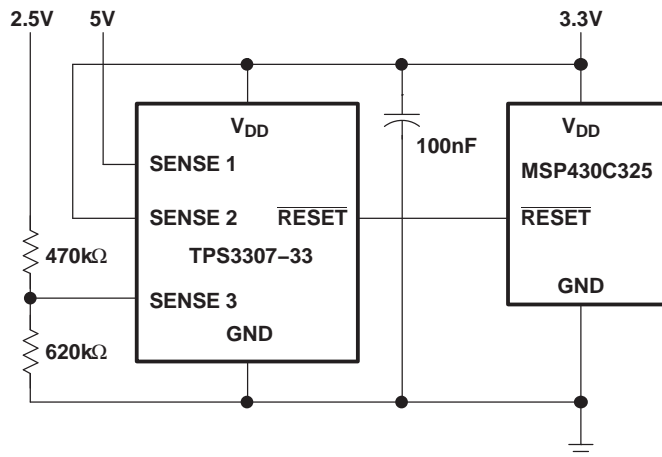 2.5V
5V
3.3V
VDD
VDD
100nF
MSP430C325
SENSE 1
SENSE 2
RESET
RESET
470kΩ
TPS3307–33
SENSE 3
GND
GND
620kΩ